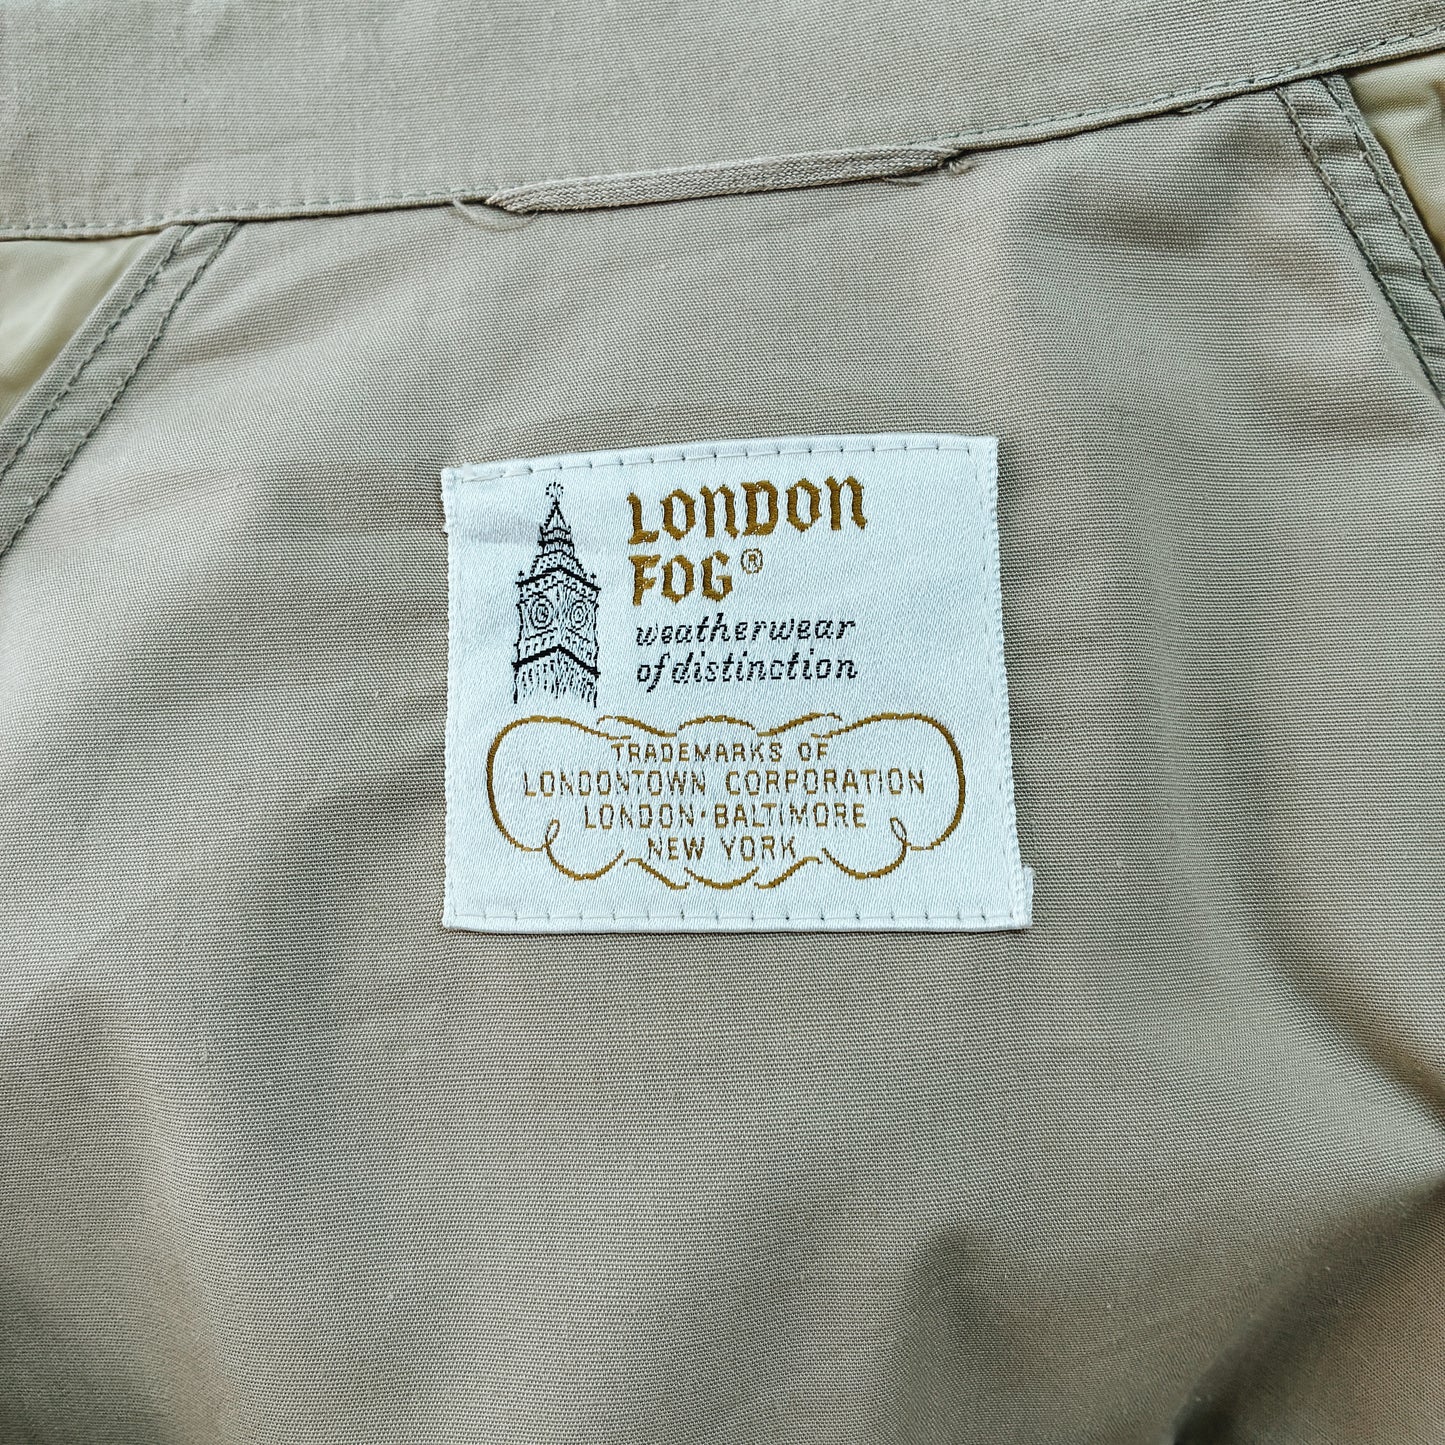 LONDON
FOG®
weatherwear
of distinction
TRADEMARKS OF
LONDONTOWN CORPORATION
LONDON·BALTIMORE
NEW YORK